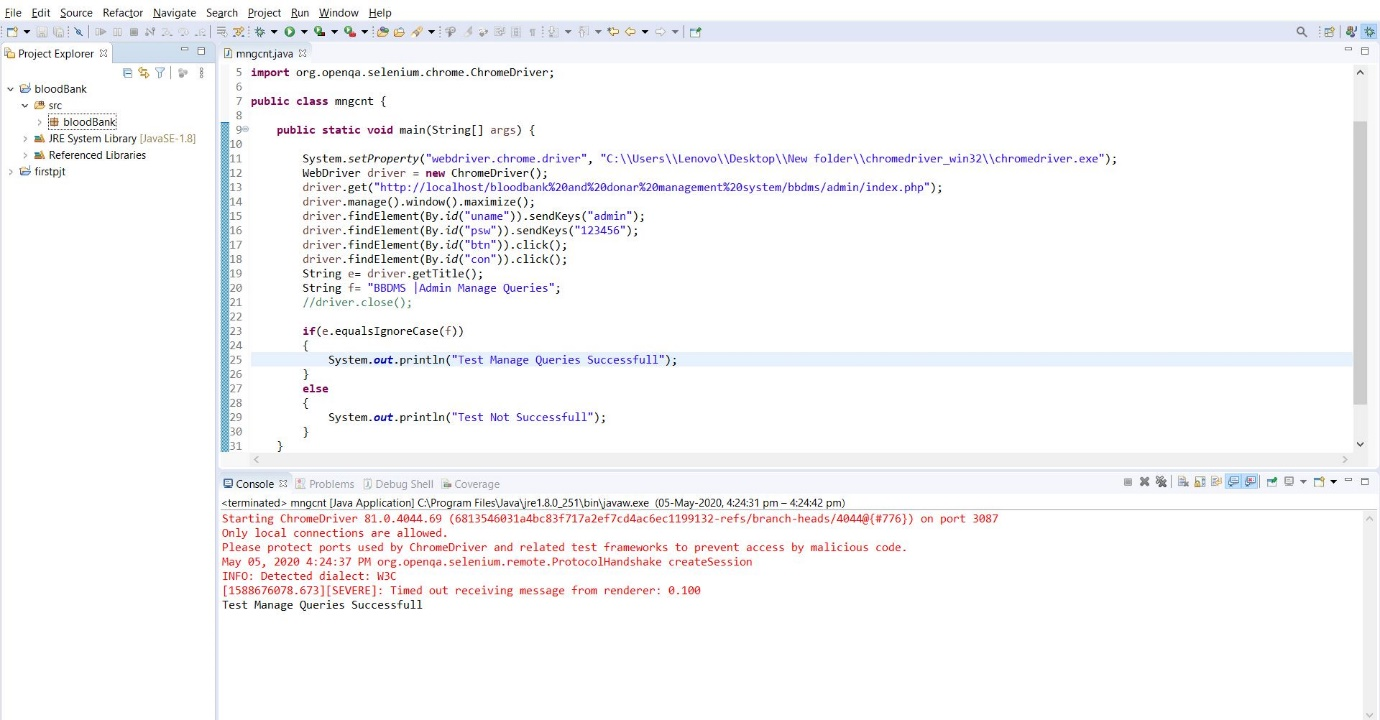 File Edit Source Refactor Navigate Search Project Run Window Help
Project Explorer
bloodBank
src
bloodBank
JRE System Library [JavaSE-1.8]
Referenced Libraries
firstpjt
mngcnt.java
5 import org.openqa.selenium.chrome.ChromeDriver;
6
7 public class mngcnt {
8
9 public static void main(String[] args) {
10
11 System.setProperty("webdriver.chrome.driver", "C:\\Users\\Lenovo\\Desktop\\New folder\\chromedriver_win32\\chromedriver.exe");
12 WebDriver driver = new ChromeDriver();
13 driver.get("http://localhost/bloodbank%20and%20donar%20management%20system/bbdms/admin/index.php");
14 driver.manage().window().maximize();
15 driver.findElement(By.id("uname")).sendKeys("admin");
16 driver.findElement(By.id("psw")).sendKeys("123456");
17 driver.findElement(By.id("btn")).click();
18 driver.findElement(By.id("con")).click();
19 String e= driver.getTitle();
20 String f= "BBDMS |Admin Manage Queries";
21 //driver.close();
22
23 if(e.equalsIgnoreCase(f))
24 {
25 System.out.println("Test Manage Queries Successfull");
26 }
27 else
28 {
29 System.out.println("Test Not Successfull");
30 }
31 }
Console Problems Debug Shell Coverage
<terminated> mngcnt [Java Application] C:\Program Files\Java\jre1.8.0_251\bin\javaw.exe (05-May-2020, 4:24:31 pm – 4:24:42 pm)
Starting ChromeDriver 81.0.4044.69 (6813546031a4bc83f717a2ef7cd4ac6ec1199132-refs/branch-heads/4044@{#776}) on port 3087
Only local connections are allowed.
Please protect ports used by ChromeDriver and related test frameworks to prevent access by malicious code.
May 05, 2020 4:24:37 PM org.openqa.selenium.remote.ProtocolHandshake createSession
INFO: Detected dialect: W3C
[1588676078.673][SEVERE]: Timed out receiving message from renderer: 0.100
Test Manage Queries Successfull